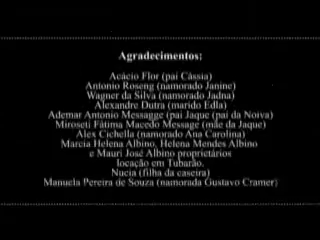 Agradecimentos:
Acácio Flor (pai Cássia)
Antonio Roseng (namorado Janine)
Wagner da Silva (namorado Jadna)
Alexandre Dutra (marido Edla)
Ademar Antonio Messagge (pai Jaque (pai da Noiva)
Miroseti Fátima Macedo Message (mãe da Jaque)
Alex Cichella (namorado Ana Carolina)
Marcia Helena Albino, Helena Mendes Albino
e Mauri José Albino proprietários
locação em Tubarão.
Nucia (filha da caseira)
Manuela Pereira de Souza (namorada Gustavo Cramer)